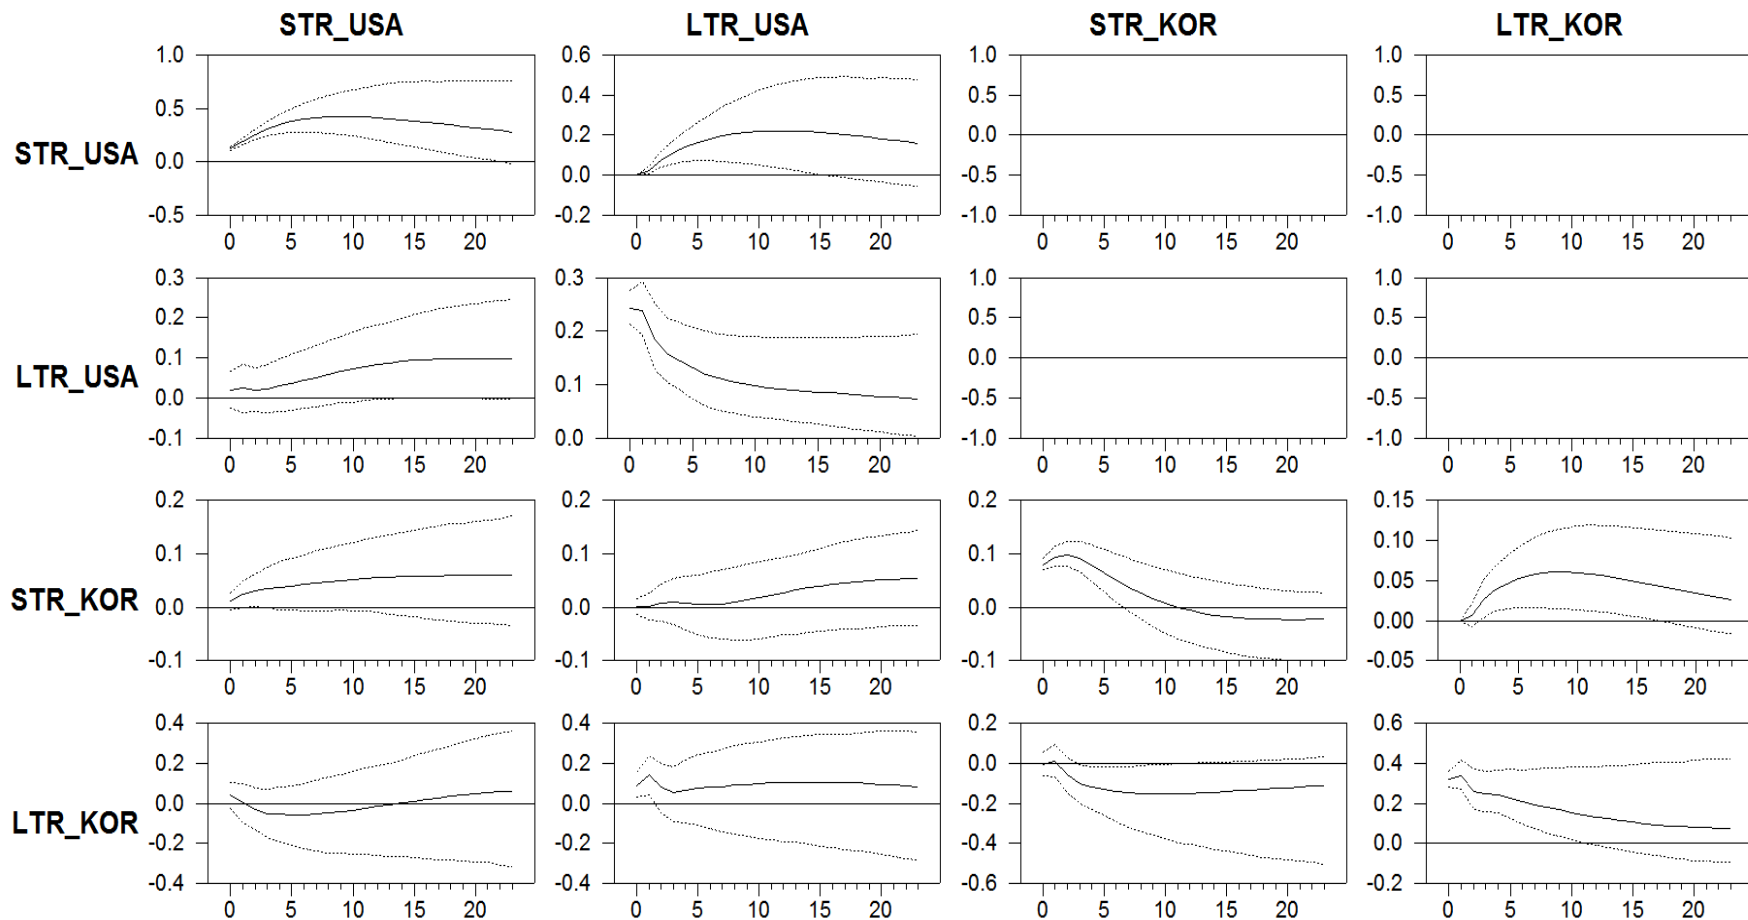 STR_USA LTR_USA STR_KOR LTR_KOR
STR_USA
1.0 0.5 0.0 -0.5
0 5 10 15 20
0.6 0.4 0.2 0.0 -0.2
0 5 10 15 20
1.0 0.5 0.0 -0.5 -1.0
0 5 10 15 20
1.0 0.5 0.0 -0.5 -1.0
0 5 10 15 20
LTR_USA
0.3 0.2 0.1 0.0 -0.1
0 5 10 15 20
0.3 0.2 0.1 0.0
0 5 10 15 20
1.0 0.5 0.0 -0.5 -1.0
0 5 10 15 20
1.0 0.5 0.0 -0.5 -1.0
0 5 10 15 20
STR_KOR
0.2 0.1 0.0 -0.1
0 5 10 15 20
0.2 0.1 0.0 -0.1
0 5 10 15 20
0.2 0.1 0.0 -0.1
0 5 10 15 20
0.15 0.10 0.05 0.00 -0.05
0 5 10 15 20
LTR_KOR
0.4 0.2 0.0 -0.2 -0.4
0 5 10 15 20
0.4 0.2 0.0 -0.2 -0.4
0 5 10 15 20
0.2 0.0 -0.2 -0.4 -0.6
0 5 10 15 20
0.6 0.4 0.2 0.0 -0.2
0 5 10 15 20